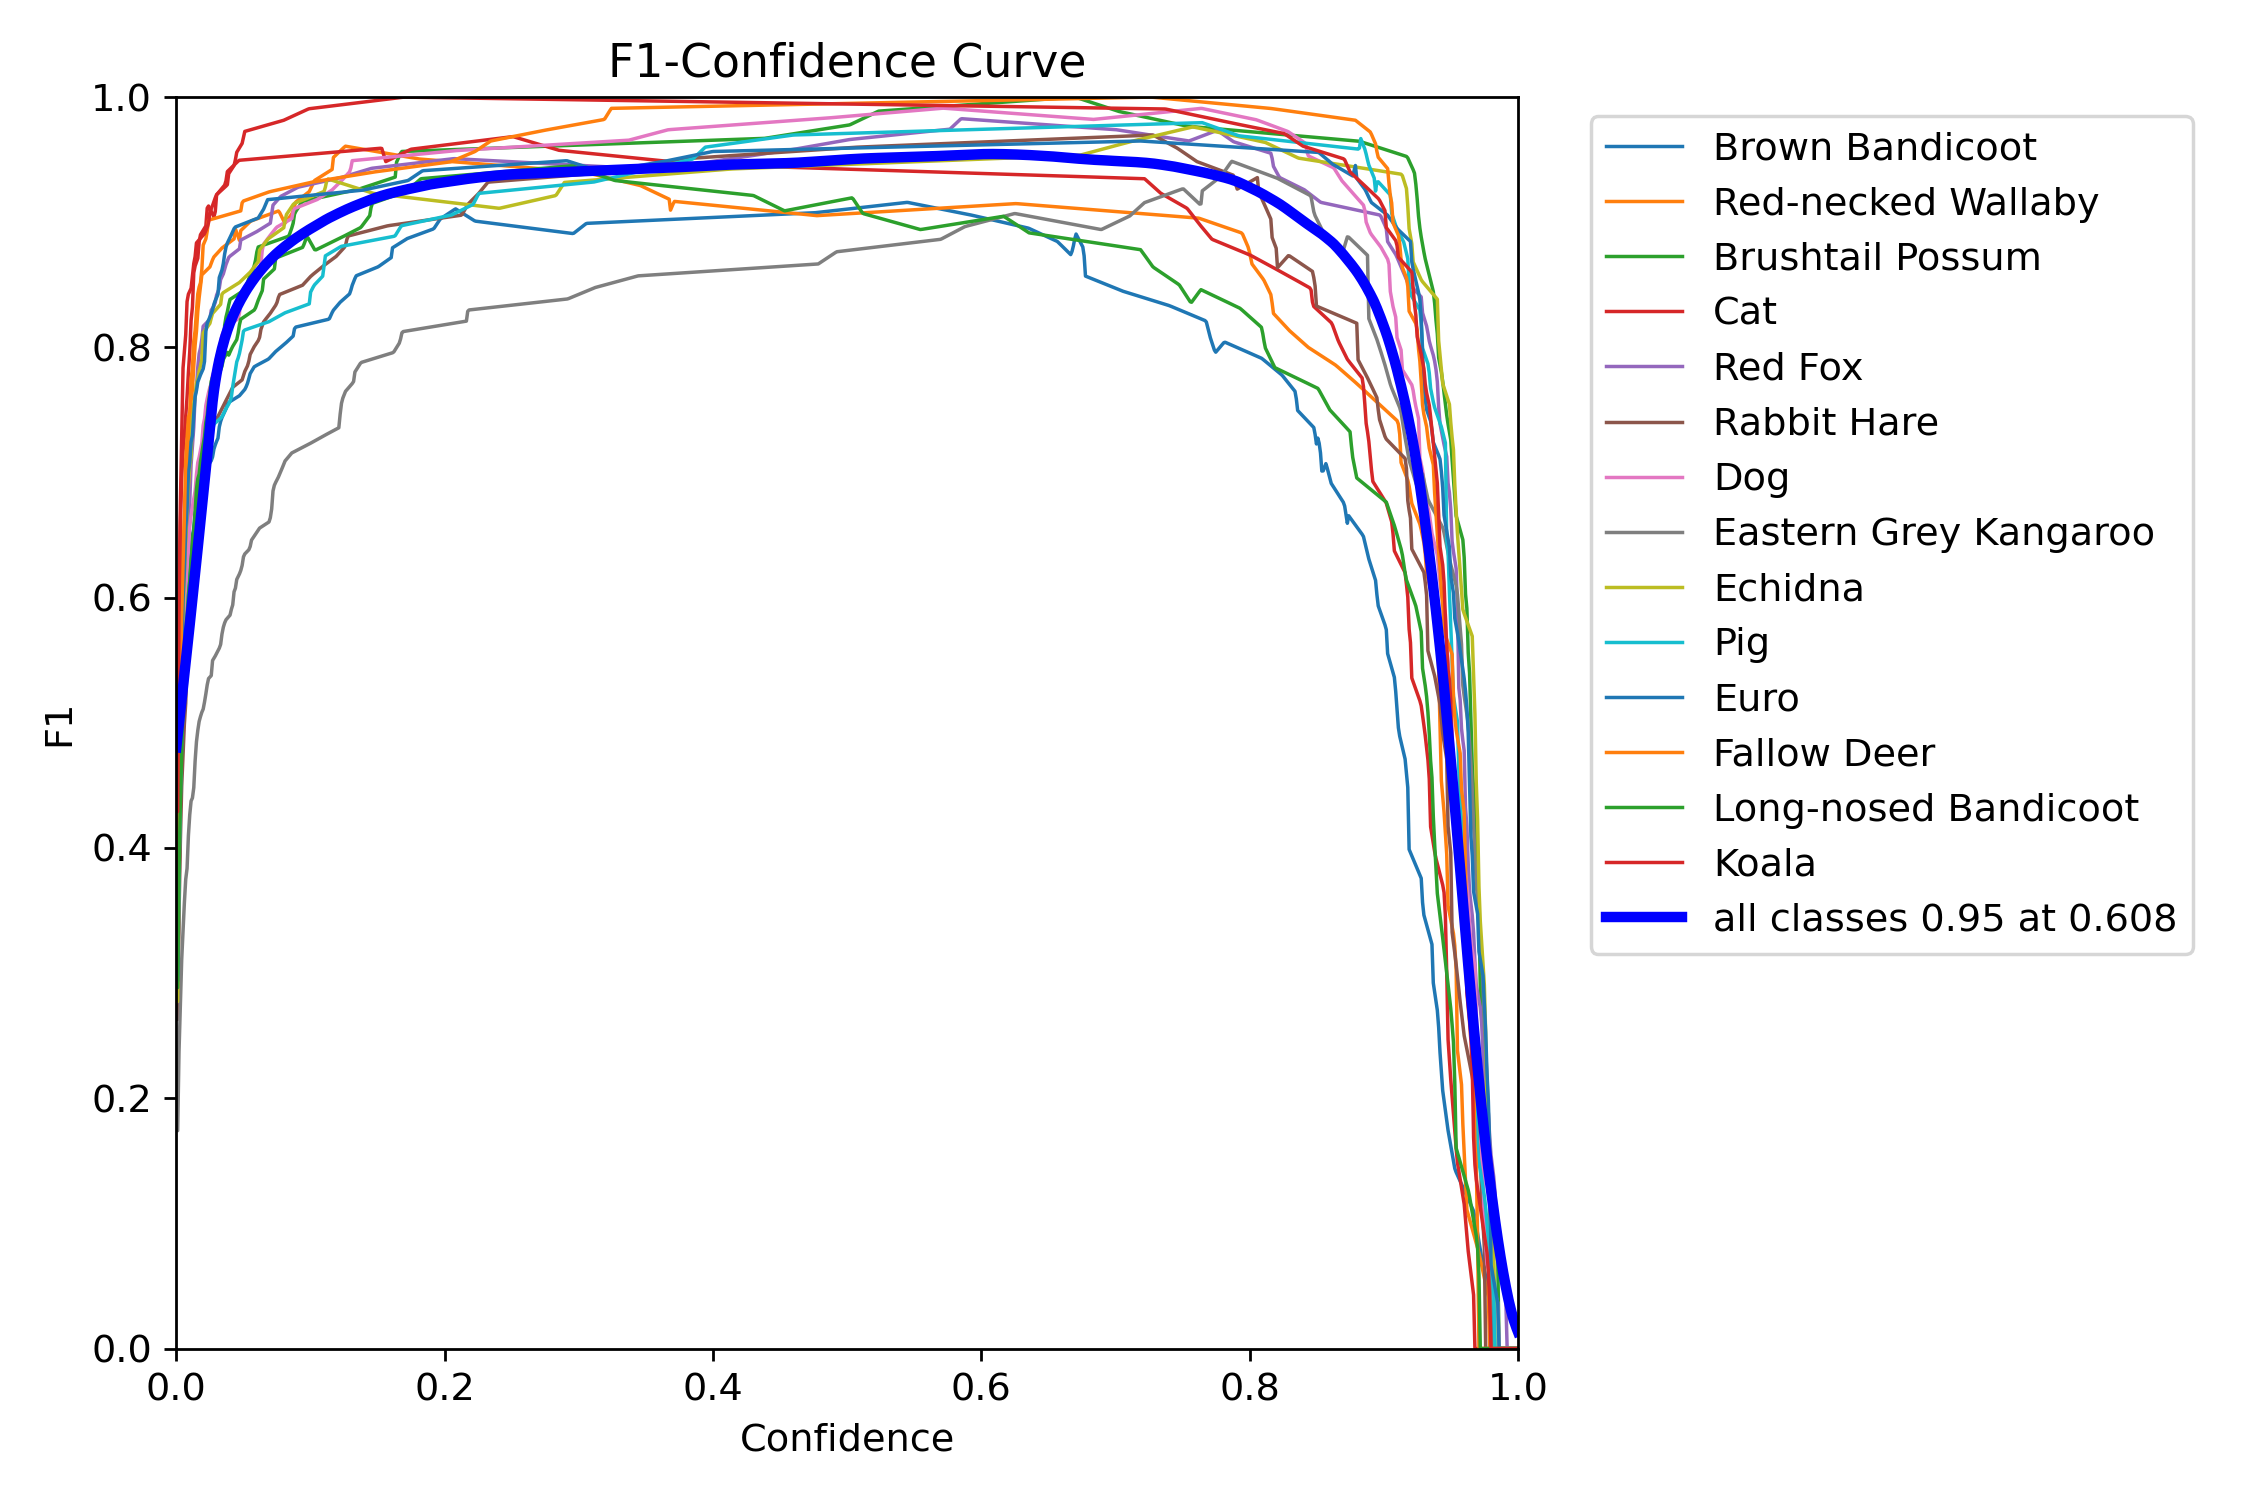 F1-Confidence Curve
1.0
0.8
0.6
0.4
0.2
0.0
F1
0.0 0.2 0.4 0.6 0.8 1.0
Confidence
Brown Bandicoot
Red-necked Wallaby
Brushtail Possum
Cat
Red Fox
Rabbit Hare
Dog
Eastern Grey Kangaroo
Echidna
Pig
Euro
Fallow Deer
Long-nosed Bandicoot
Koala
all classes 0.95 at 0.608